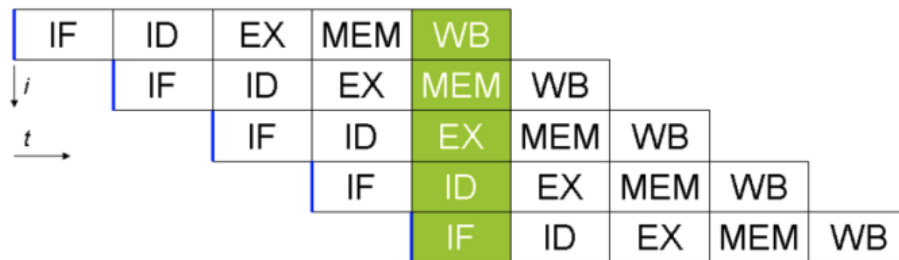 IF ID EX MEM WB
i IF ID EX MEM WB
t IF ID EX MEM WB
IF ID EX MEM WB
IF ID EX MEM WB